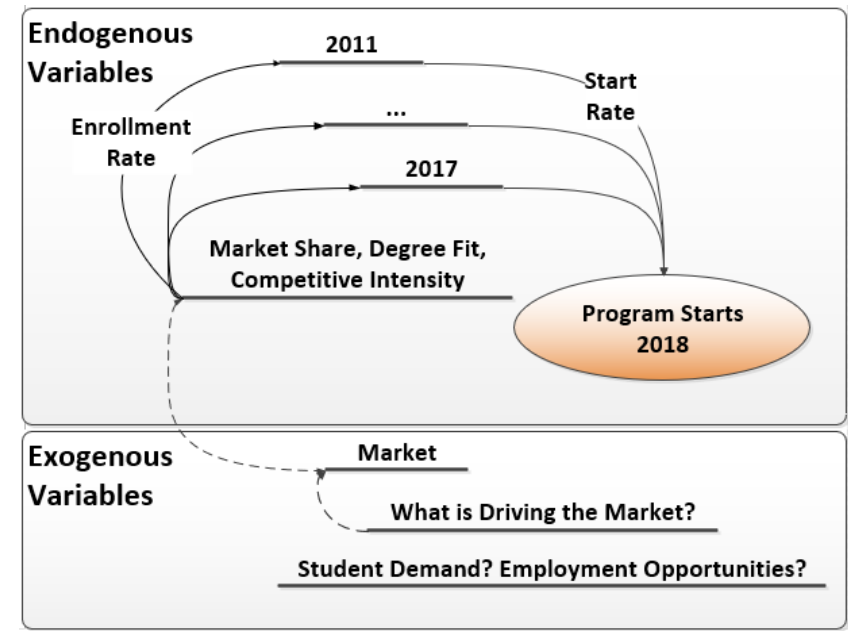 Endogenous
Variables
2011
Start
Rate
...
Enrollment
Rate
2017
Market Share, Degree Fit,
Competitive Intensity
Program Starts
2018
Exogenous
Variables
Market
What is Driving the Market?
Student Demand? Employment Opportunities?